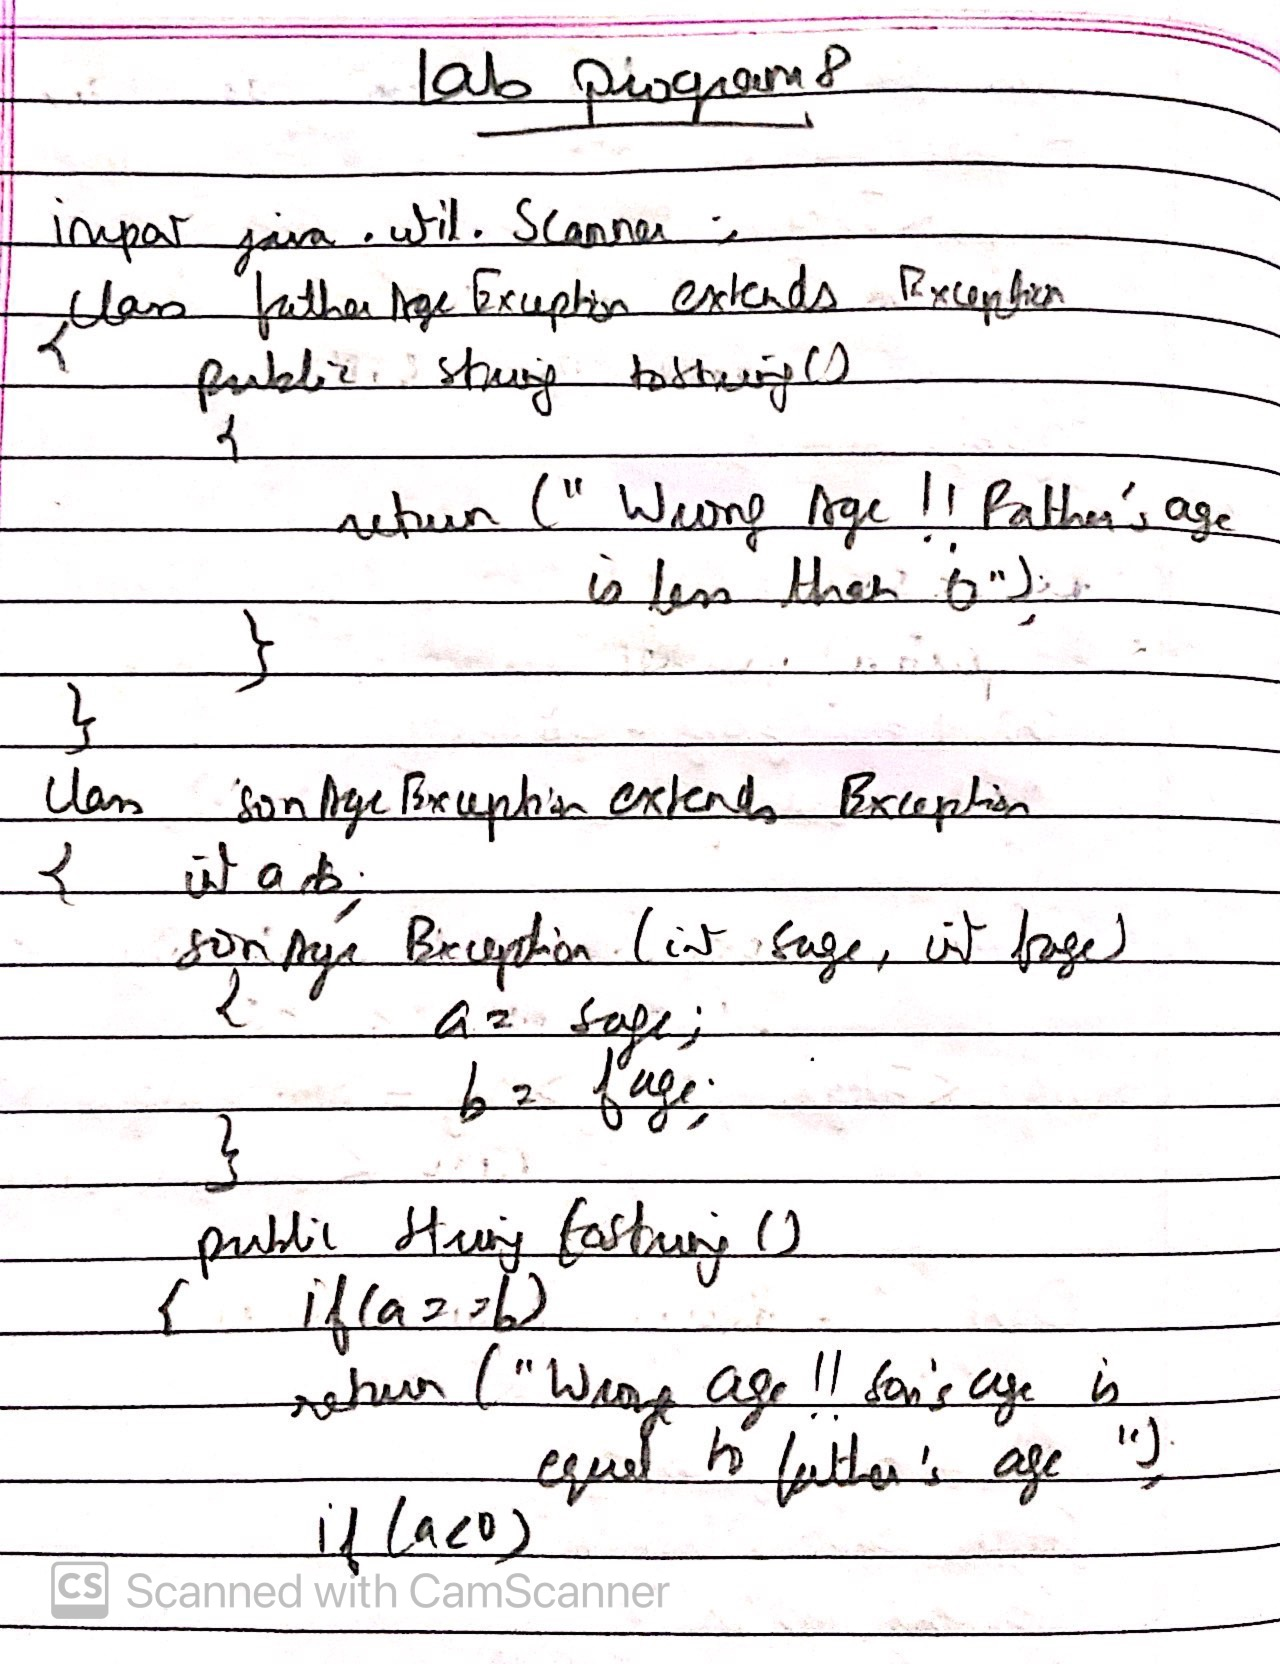 lab program 8
import java.util.Scanner;
class fatherAgeException extends Exception
{
public String toString()
{
return ("Wrong Age !! Father's age
is less than 0");
}
}
class sonAgeException extends Exception
{ int a, b;
sonAgeException (int sage, int fage)
{ a = sage;
b = fage;
}
public String toString()
{ if(a==b)
return ("Wrong age !! Son's age is
equal to father's age ");
if (a<0)
CS Scanned with CamScanner